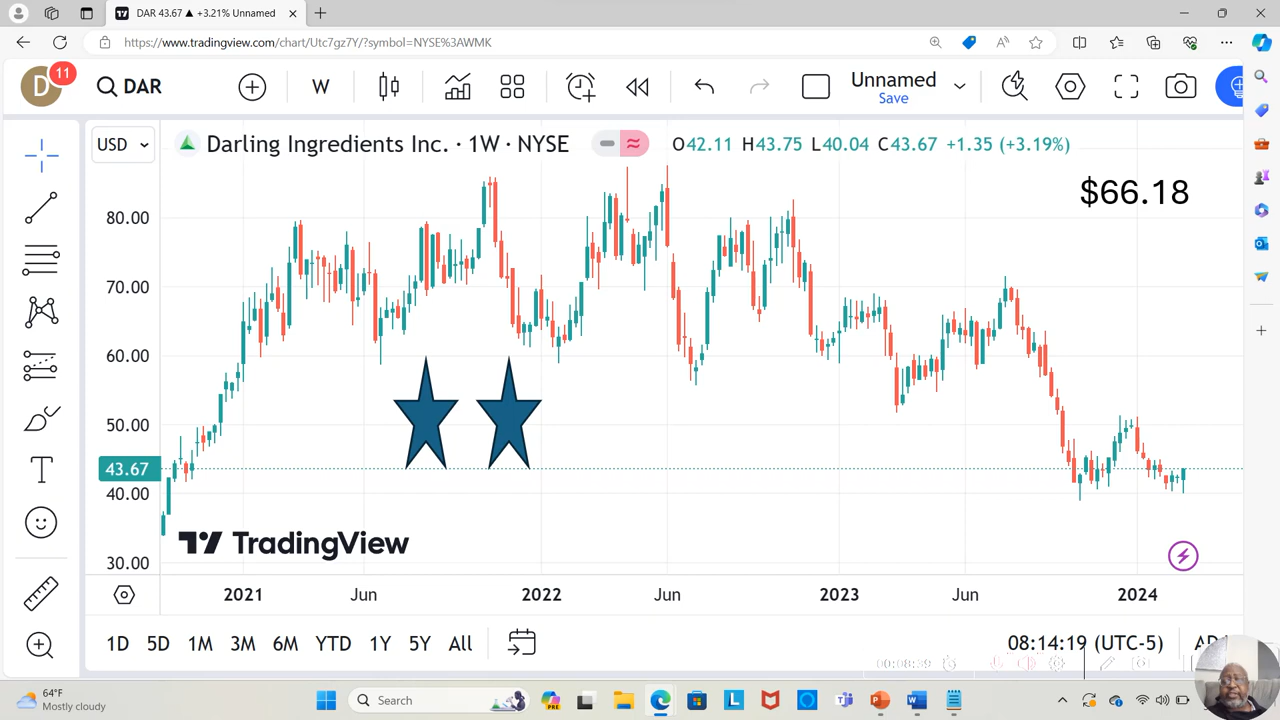 DAR 43.67 ▲ +3.21% Unnamed
https://www.tradingview.com/chart/Utc7gz7Y/?symbol=NYSE%3AWMK
D
11
DAR
W
Unnamed
Save
USD
Darling Ingredients Inc. · 1W · NYSE
O42.11 H43.75 L40.04 C43.67 +1.35 (+3.19%)
$66.18
80.00
70.00
60.00
50.00
43.67
40.00
30.00
TradingView
2021 Jun 2022 Jun 2023 Jun 2024
1D 5D 1M 3M 6M YTD 1Y 5Y All
08:14:19 (UTC-5)
00:08:39
64°F
Mostly cloudy
Search
PRE